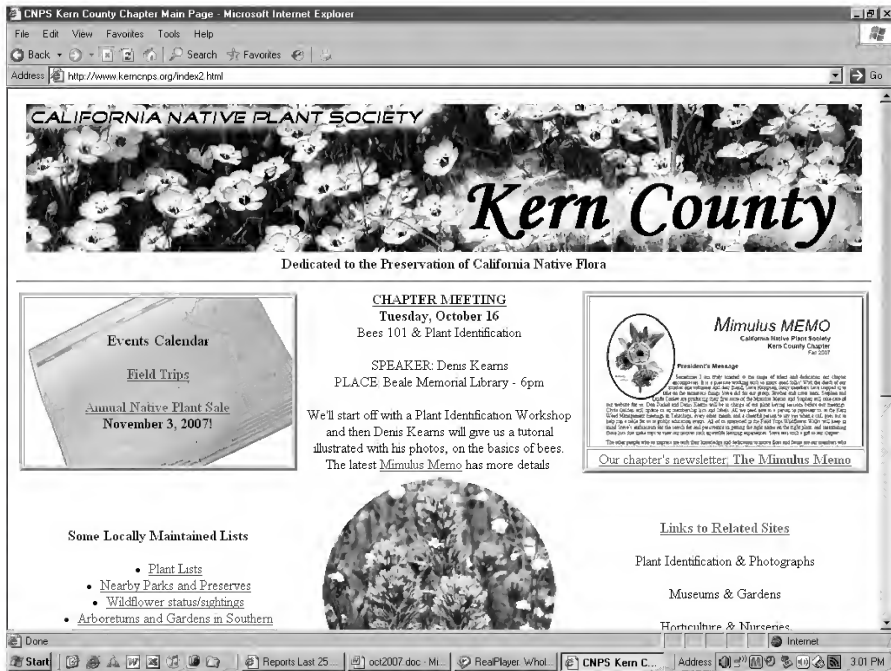 CNPS Kern County Chapter Main Page - Microsoft Internet Explorer
File Edit View Favorites Tools Help
Back Search Favorites
Address http://www.kerncnps.org/index2.html Go
CALIFORNIA NATIVE PLANT SOCIETY
Kern County
Dedicated to the Preservation of California Native Flora
Events Calendar
Field Trips
Annual Native Plant Sale
November 3, 2007!
CHAPTER MEETING
Tuesday, October 16
Bees 101 & Plant Identification
SPEAKER: Denis Kearns
PLACE: Beale Memorial Library - 6pm
We'll start off with a Plant Identification Workshop
and then Denis Kearns will give us a tutorial
illustrated with his photos, on the basics of bees.
The latest Mimulus Memo has more details
Mimulus MEMO
California Native Plant Society
Kern County Chapter
Fall 2007
President's Message
Our chapter's newsletter, The Mimulus Memo
Some Locally Maintained Lists
• Plant Lists
• Nearby Parks and Preserves
• Wildflower status/sightings
• Arboretums and Gardens in Southern
Links to Related Sites
Plant Identification & Photographs
Museums & Gardens
Horticulture & Nurseries
Done Internet
Start Reports Last 25... oct2007.doc - Mi... RealPlayer: Whol... CNPS Kern C... Address 3:01 PM